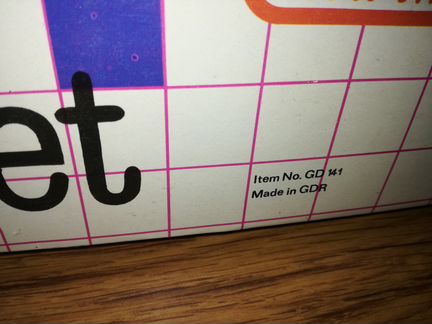 et
Item No. GD 141
Made in GDR